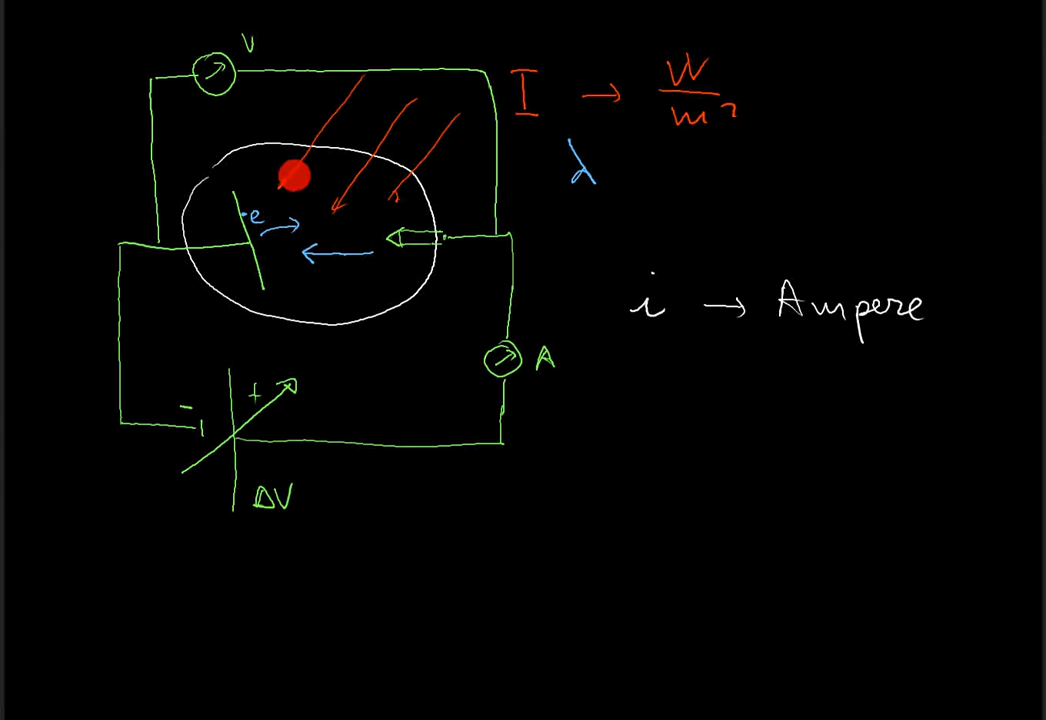 V
I → W/m²
λ
e
i → Ampere
A
- +
ΔV